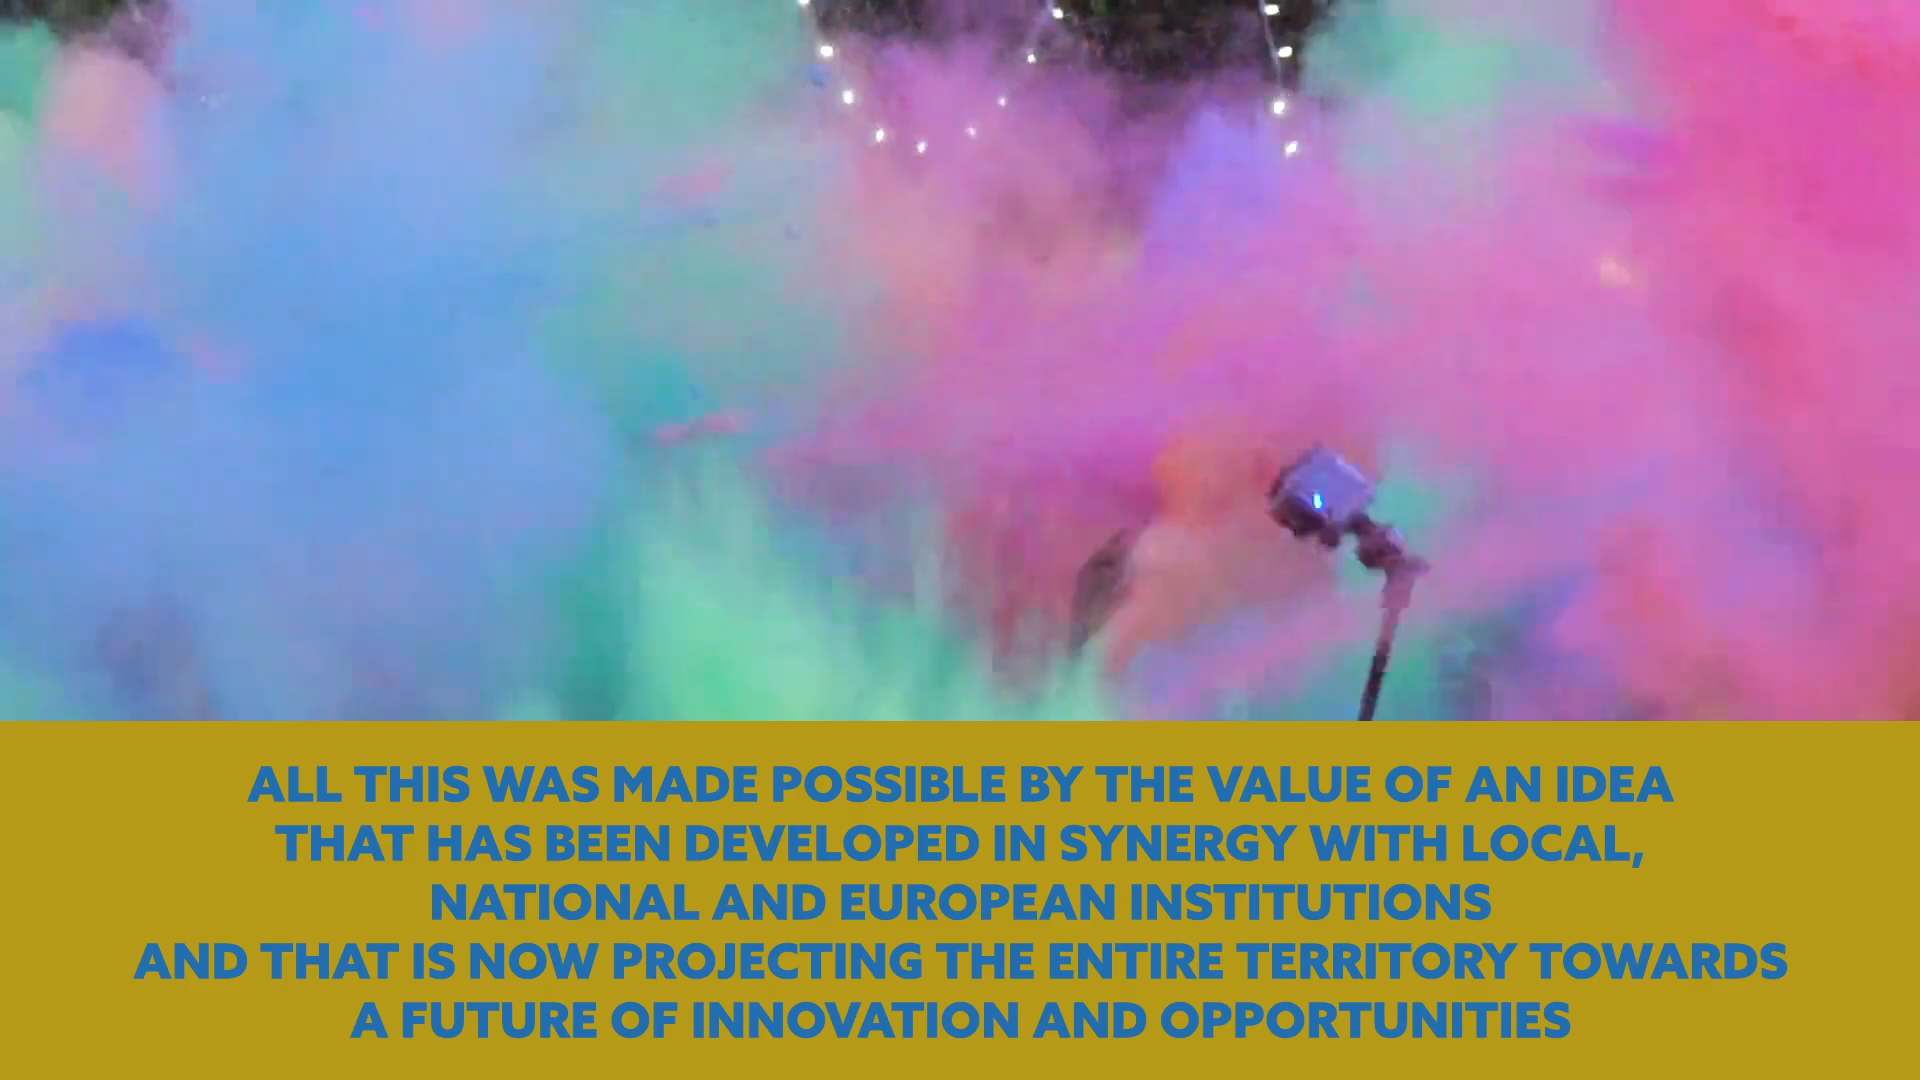 ALL THIS WAS MADE POSSIBLE BY THE VALUE OF AN IDEA
THAT HAS BEEN DEVELOPED IN SYNERGY WITH LOCAL,
NATIONAL AND EUROPEAN INSTITUTIONS
AND THAT IS NOW PROJECTING THE ENTIRE TERRITORY TOWARDS
A FUTURE OF INNOVATION AND OPPORTUNITIES